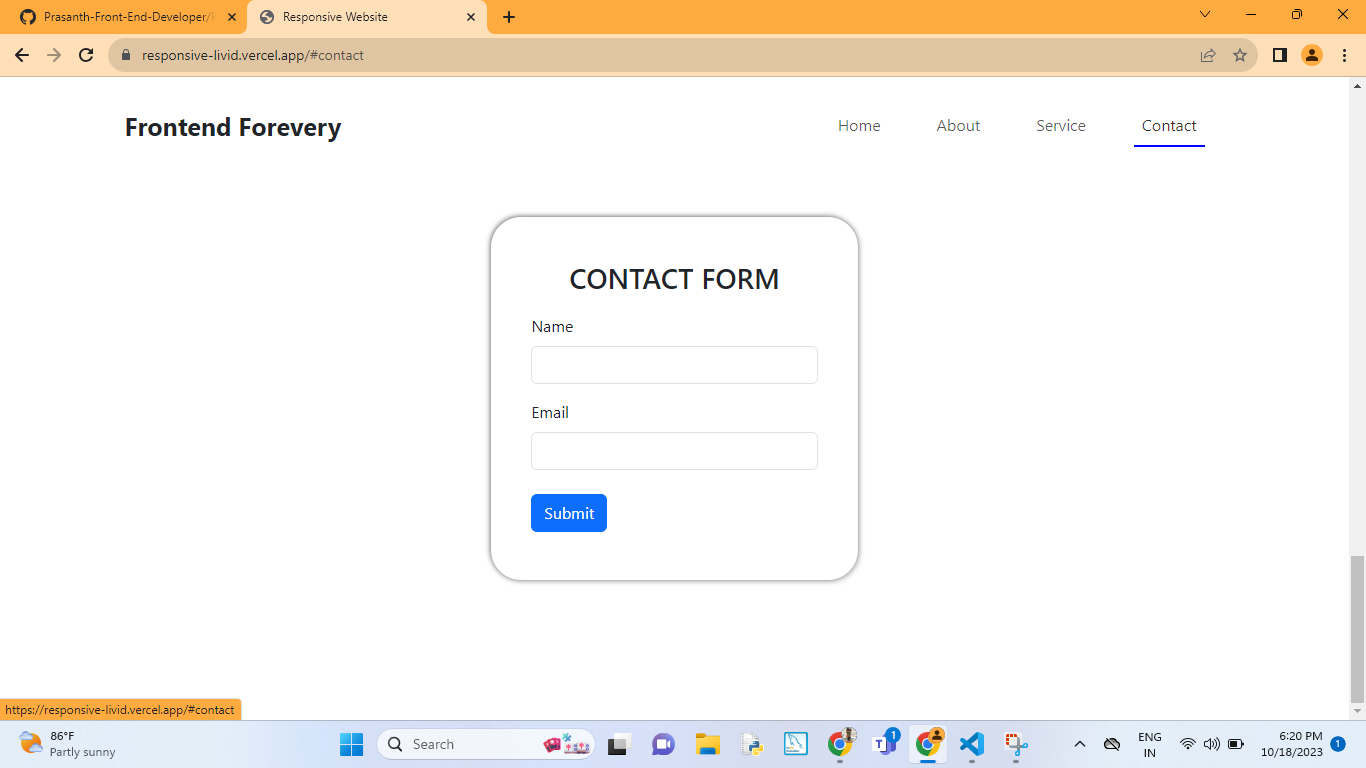 Prasanth-Front-End-Developer/
Responsive Website
responsive-livid.vercel.app/#contact
Frontend Forevery
Home About Service Contact
CONTACT FORM
Name
Email
Submit
https://responsive-livid.vercel.app/#contact
86°F
Partly sunny
Search
1
ENG
IN
6:20 PM
10/18/2023
1